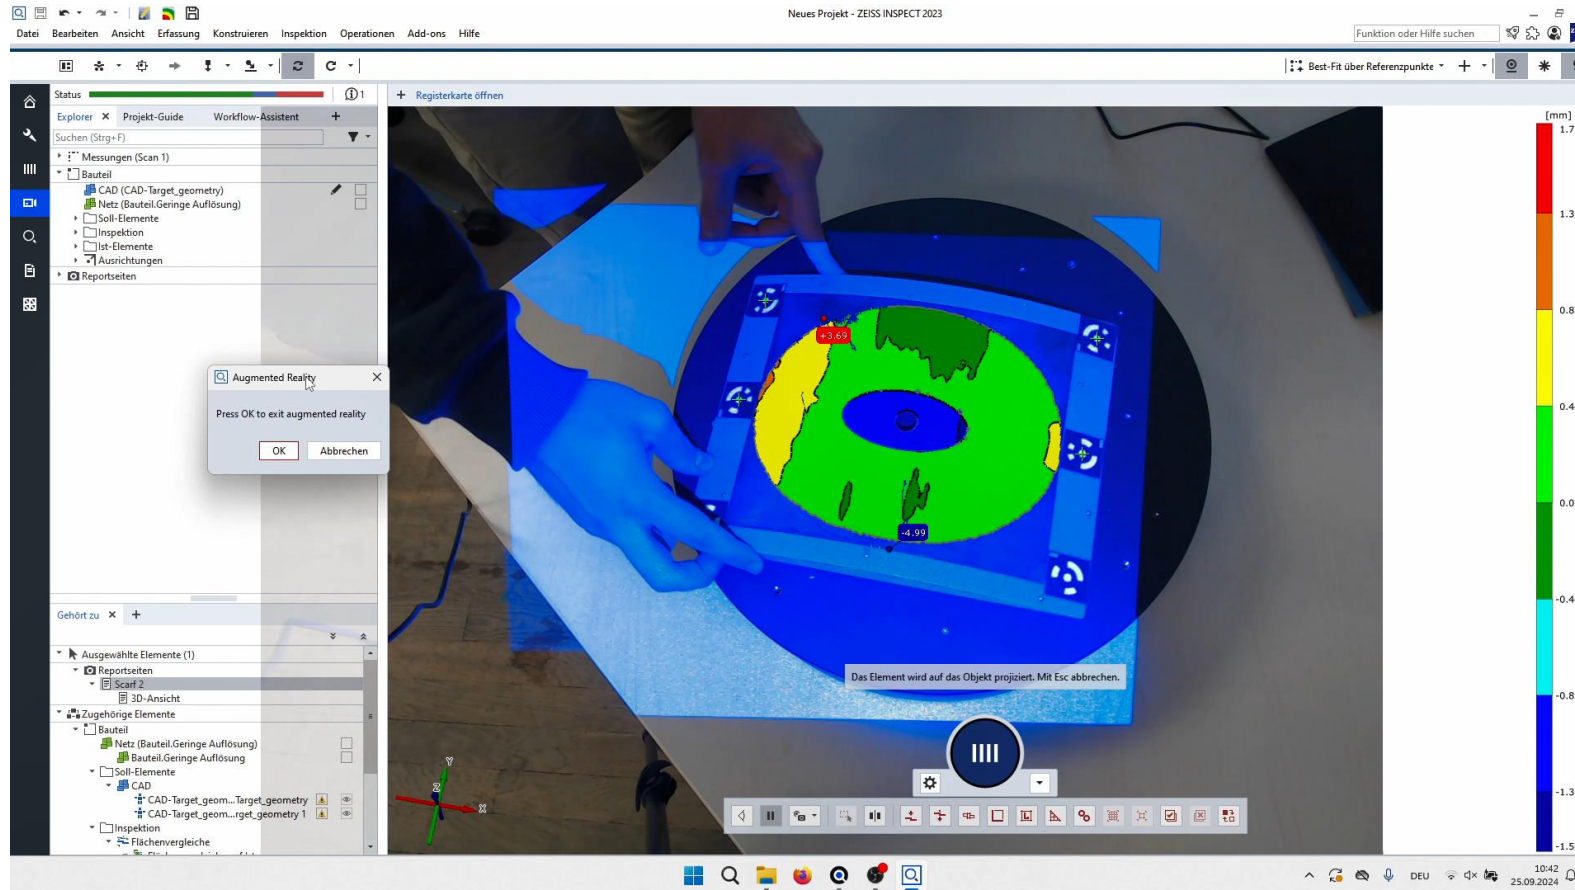 Neues Projekt - ZEISS INSPECT 2023
Datei Bearbeiten Ansicht Erfassung Konstruieren Inspektion Operationen Add-ons Hilfe
Funktion oder Hilfe suchen
Best-Fit über Referenzpunkte
Status
1
Registerkarte öffnen
Explorer Projekt-Guide Workflow-Assistent
Suchen (Strg+F)
Messungen (Scan 1)
Bauteil
CAD (CAD-Target_geometry)
Netz (Bauteil.Geringe Auflösung)
Soll-Elemente
Inspektion
Ist-Elemente
Ausrichtungen
Reportseiten
Augmented Reality
Press OK to exit augmented reality
OK Abbrechen
Gehört zu
Ausgewählte Elemente (1)
Reportseiten
Scarf 2
3D-Ansicht
Zugehörige Elemente
Bauteil
Netz (Bauteil.Geringe Auflösung)
Bauteil.Geringe Auflösung
Soll-Elemente
CAD
CAD-Target_geom...Target_geometry
CAD-Target_geom...rget_geometry 1
Inspektion
Flächenvergleiche
+3.69
-4.99
Das Element wird auf das Objekt projiziert. Mit Esc abbrechen.
Y
Z
X
[mm]
1.7
1.3
0.8
0.4
0.0
-0.4
-0.8
-1.3
-1.5
DEU
10:42
25.09.2024